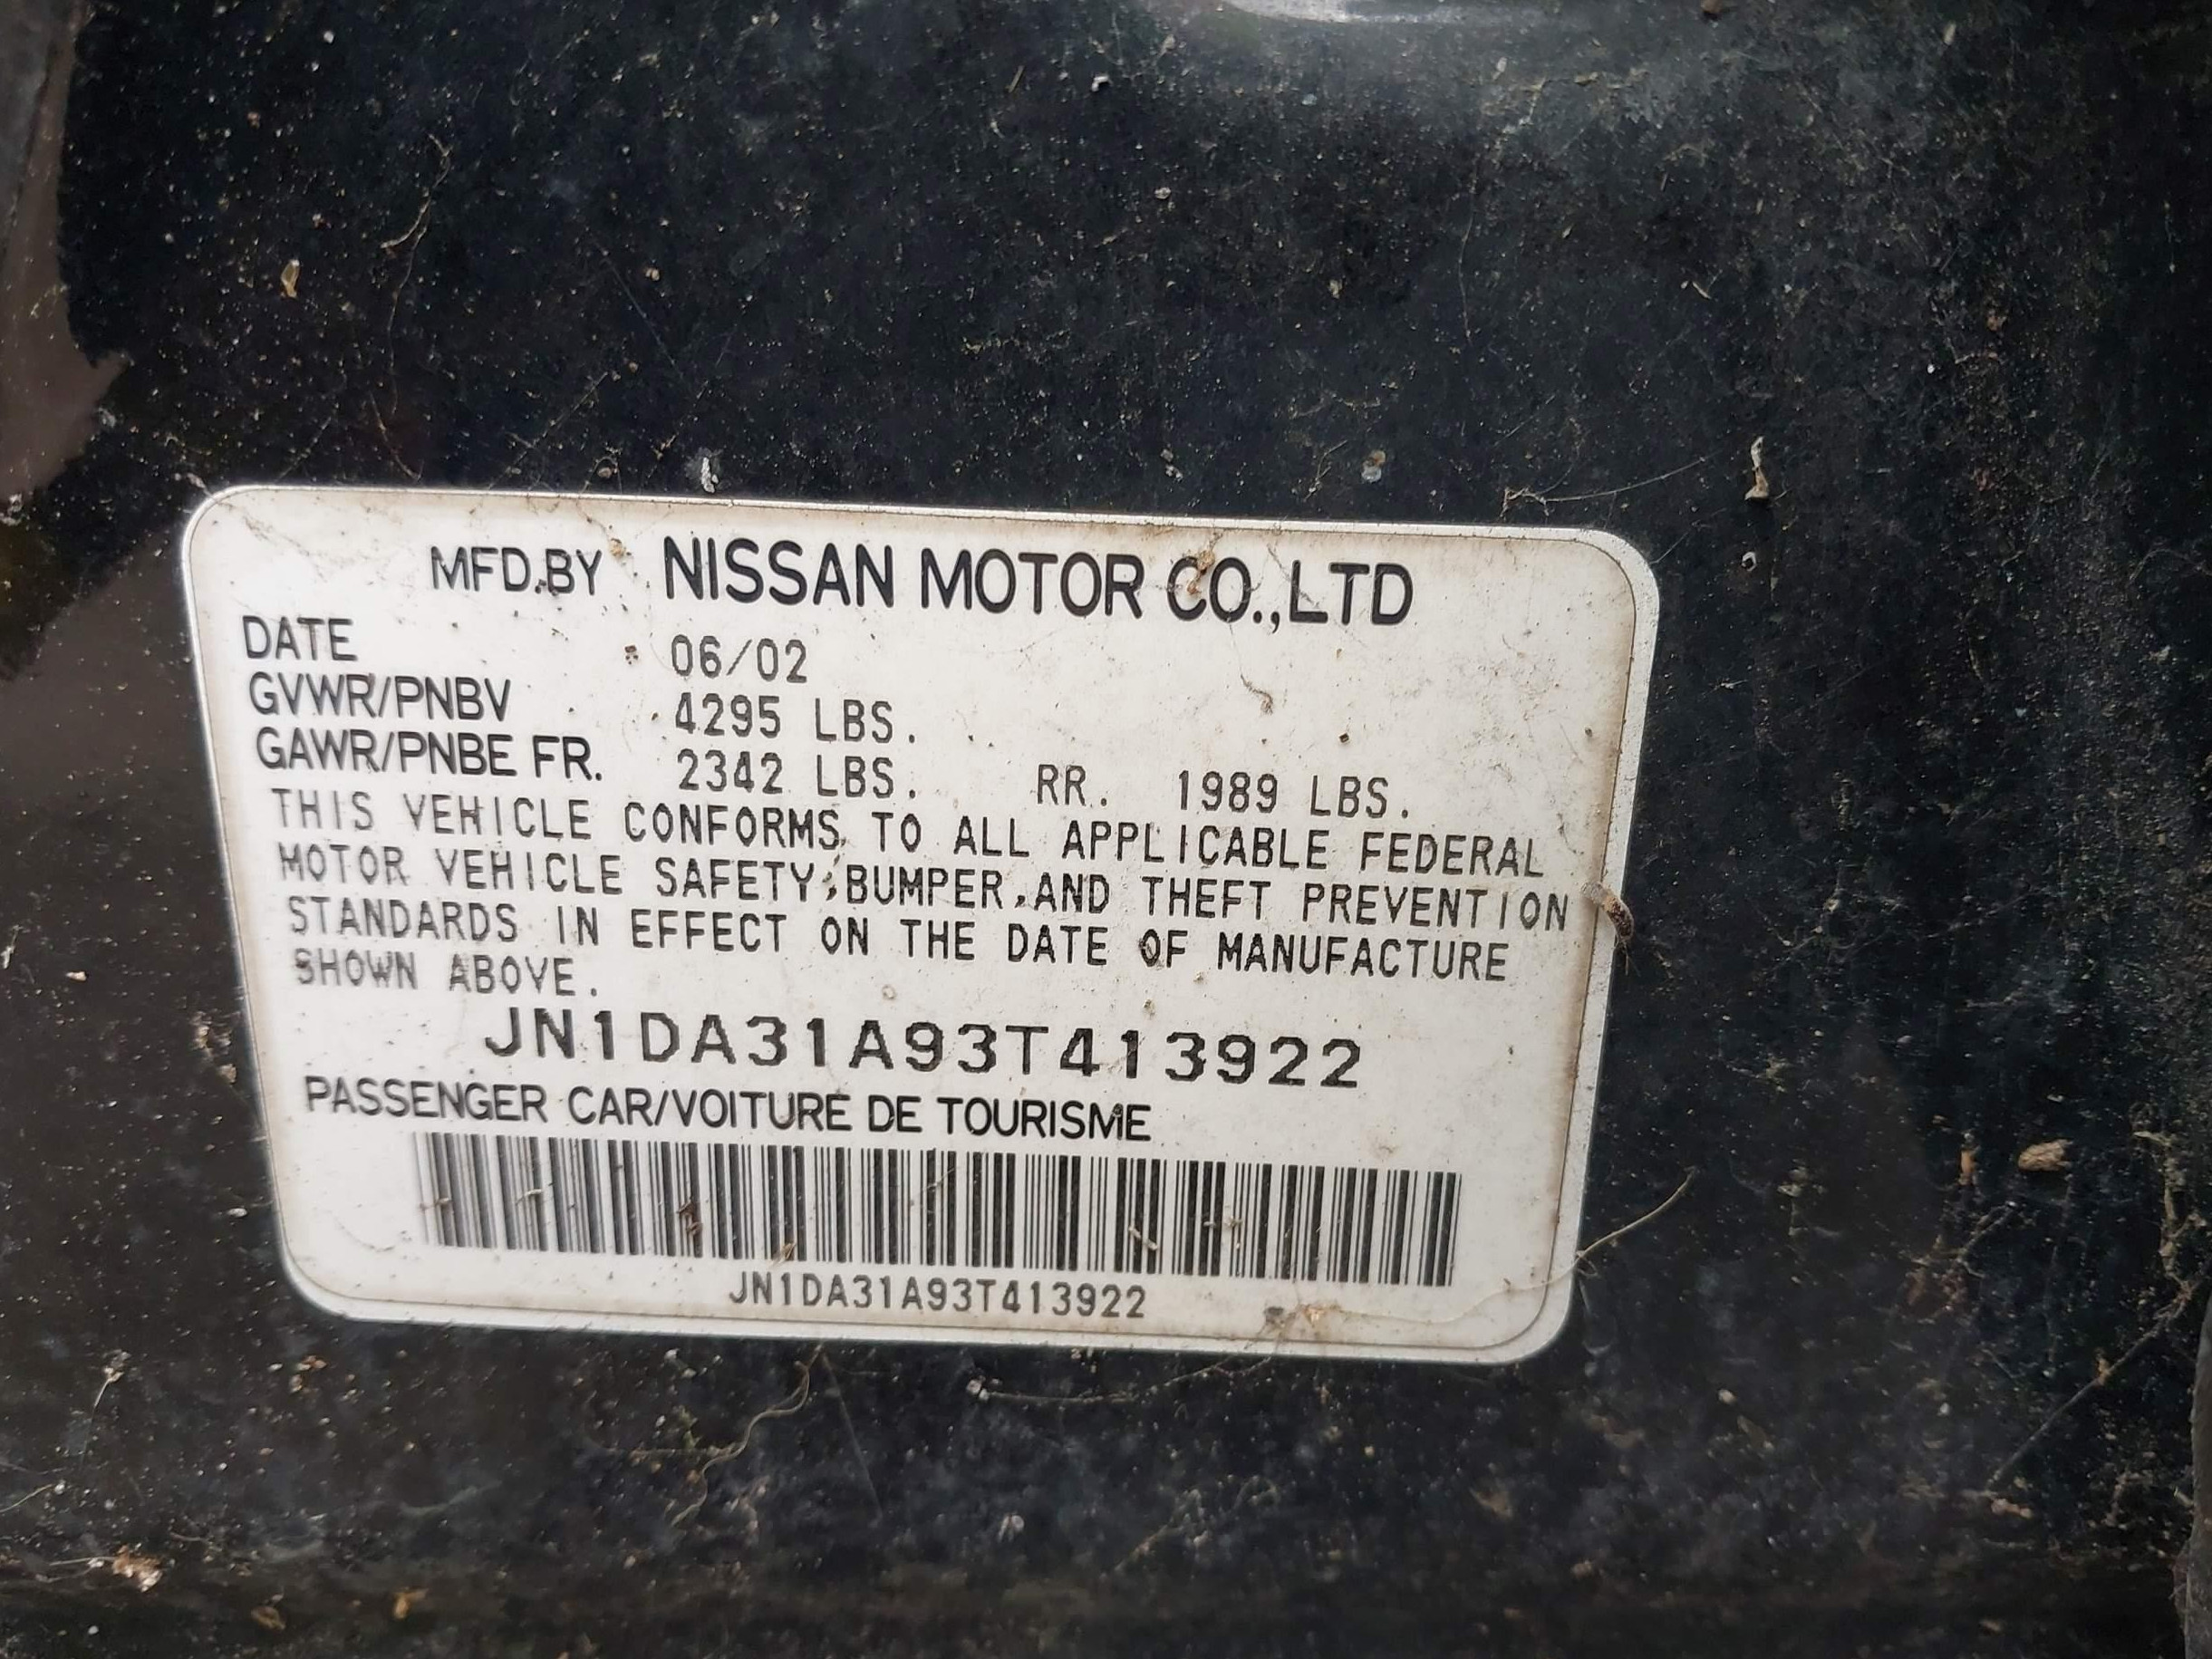 MFD.BY NISSAN MOTOR CO.,LTD
DATE 06/02
GVWR/PNBV 4295 LBS.
GAWR/PNBE FR. 2342 LBS. RR. 1989 LBS.
THIS VEHICLE CONFORMS TO ALL APPLICABLE FEDERAL
MOTOR VEHICLE SAFETY,BUMPER,AND THEFT PREVENTION
STANDARDS IN EFFECT ON THE DATE OF MANUFACTURE
SHOWN ABOVE.
JN1DA31A93T413922
PASSENGER CAR/VOITURE DE TOURISME
JN1DA31A93T413922